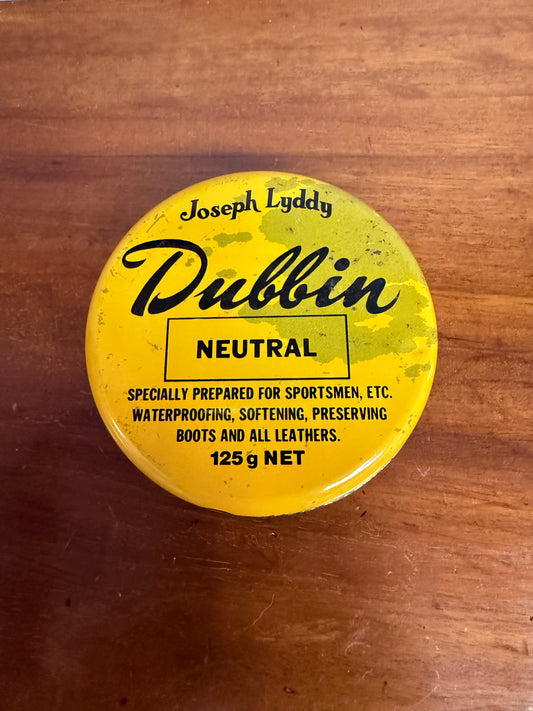 Joseph Lyddy
Dubbin
NEUTRAL
SPECIALLY PREPARED FOR SPORTSMEN, ETC.
WATERPROOFING, SOFTENING, PRESERVING
BOOTS AND ALL LEATHERS.
125g NET